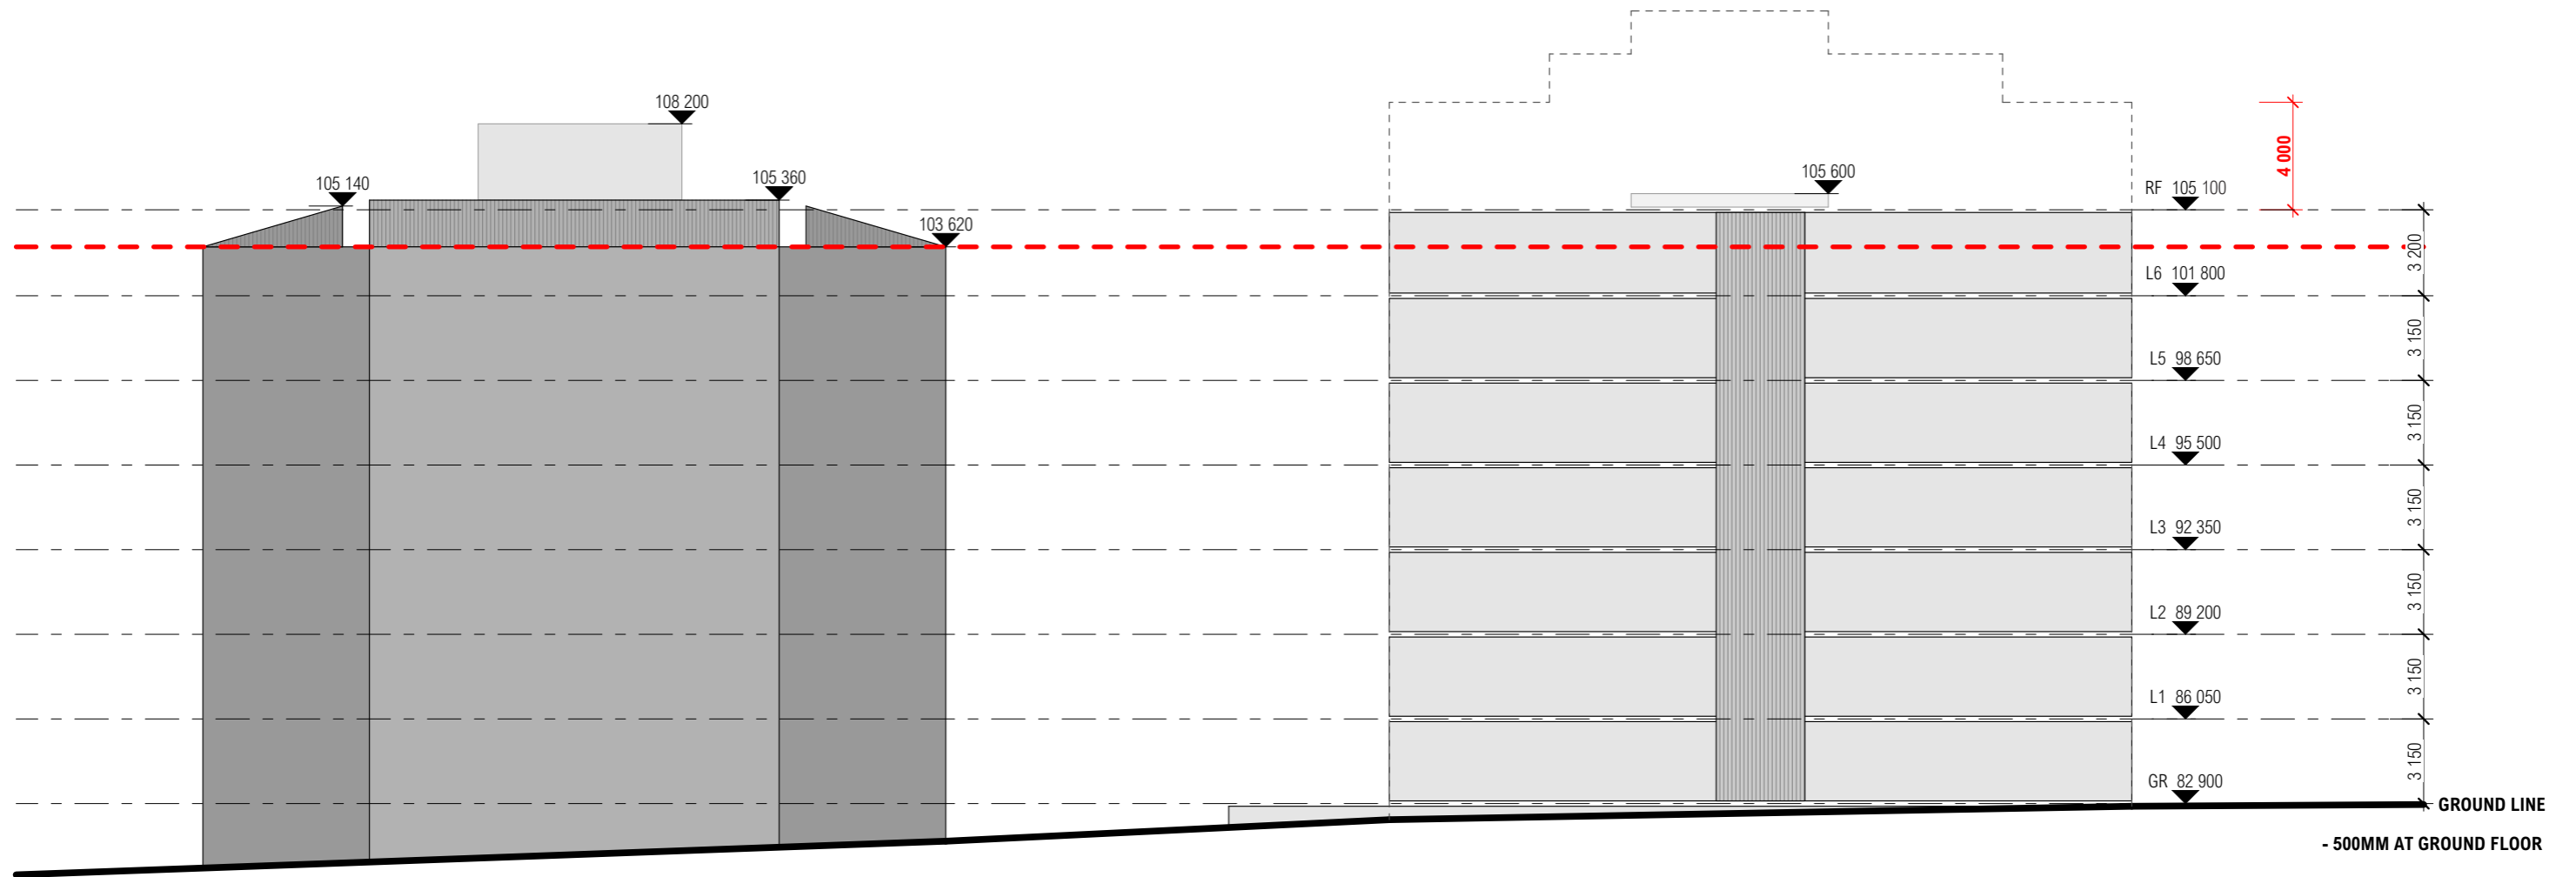 108 200
105 140
105 360
103 620
105 600
4 000
RF 105 100
3 200
L6 101 800
3 150
L5 98 650
3 150
L4 95 500
3 150
L3 92 350
3 150
L2 89 200
3 150
L1 86 050
3 150
GR 82 900
GROUND LINE
- 500MM AT GROUND FLOOR